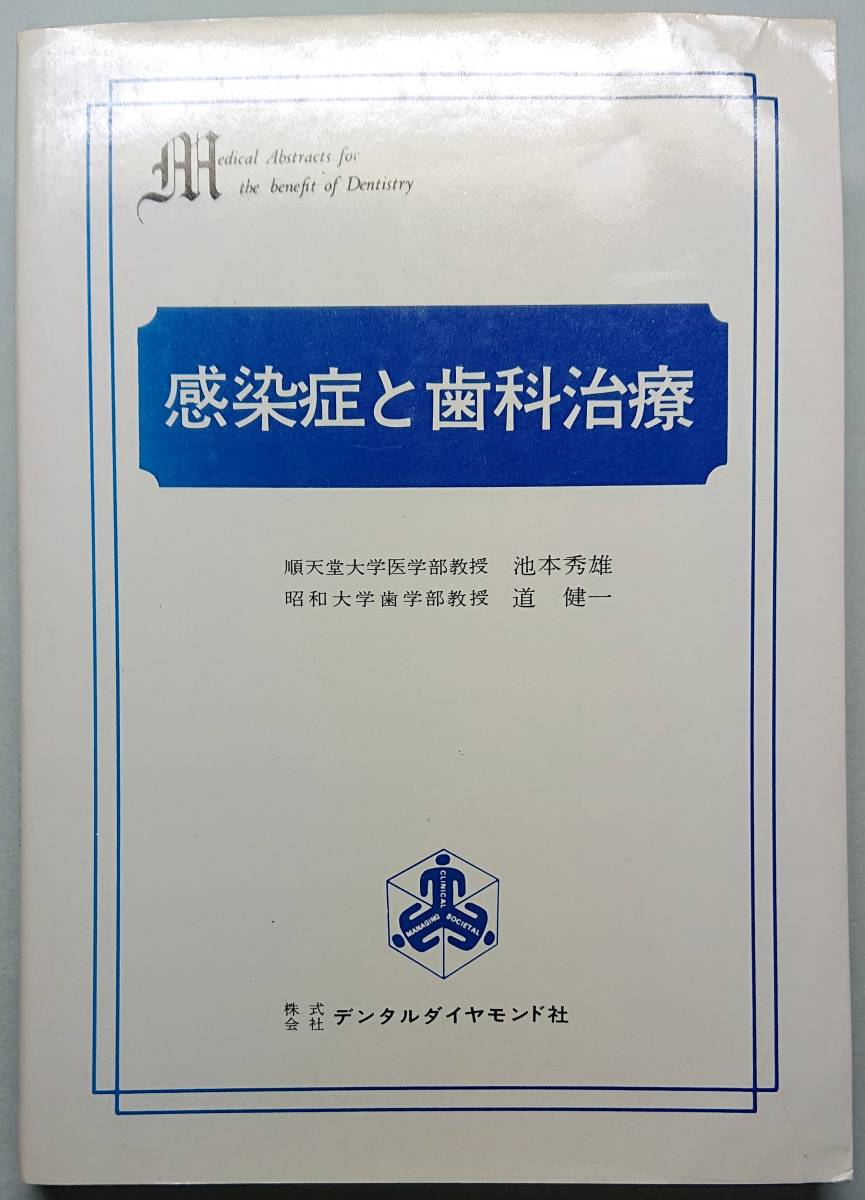 Medical Abstracts for
the benefit of Dentistry
感染症と歯科治療
順天堂大学医学部教授 池本秀雄
昭和大学歯学部教授 道 健一
CLINICAL
MANAGING SOCIETAL
株式会社 デンタルダイヤモンド社